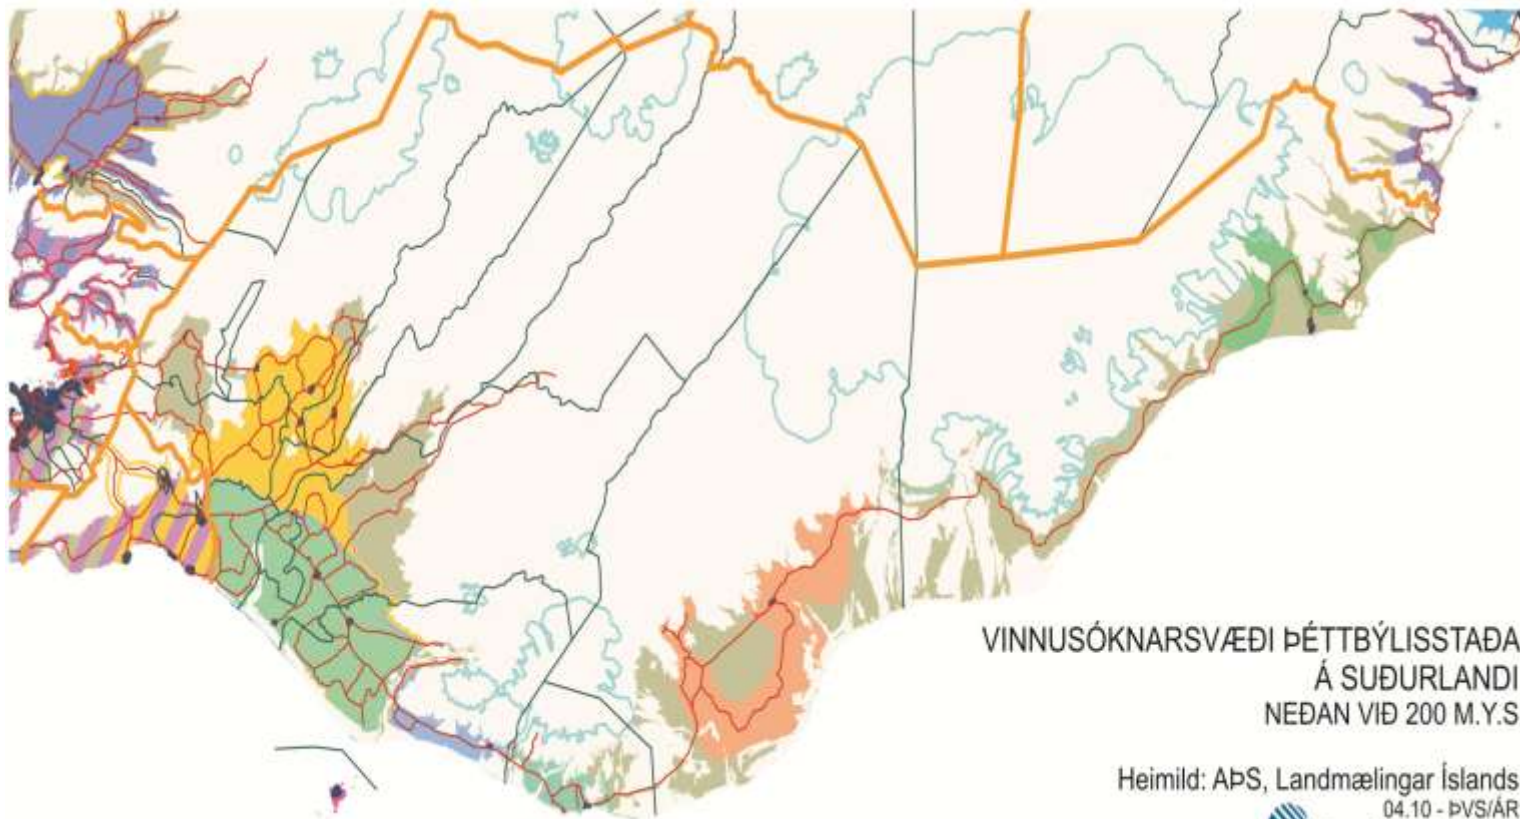 VINNUSÓKNARSVÆÐI ÞÉTTBÝLISSTAÐA
Á SUÐURLANDI
NEÐAN VIÐ 200 M.Y.S
Heimild: AÞS, Landmælingar Íslands
04.10 - ÞVS/ÁR